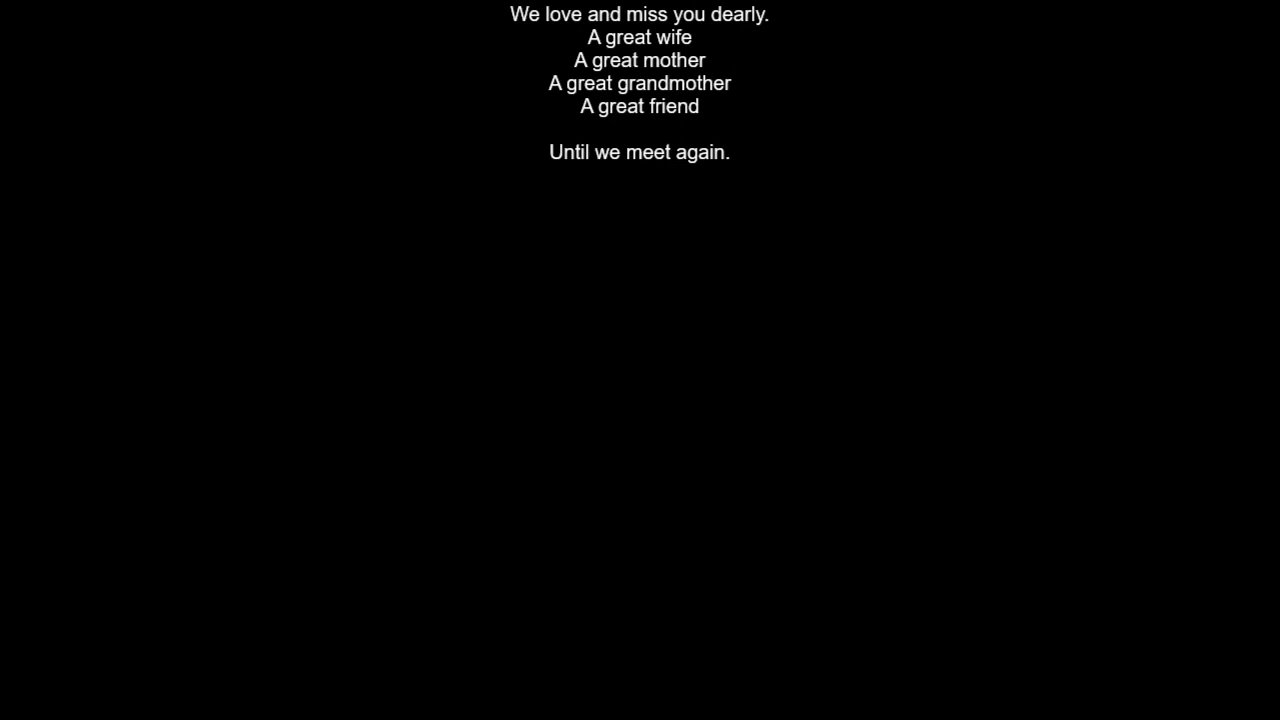 We love and miss you dearly.
A great wife
A great mother
A great grandmother
A great friend
Until we meet again.